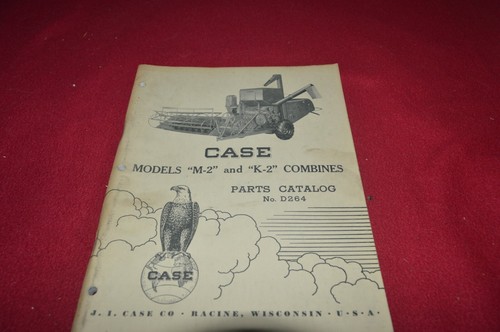 CASE
MODELS "M-2" and "K-2" COMBINES
PARTS CATALOG
No. D264
CASE
J. I. CASE CO · RACINE, WISCONSIN · U · S · A ·